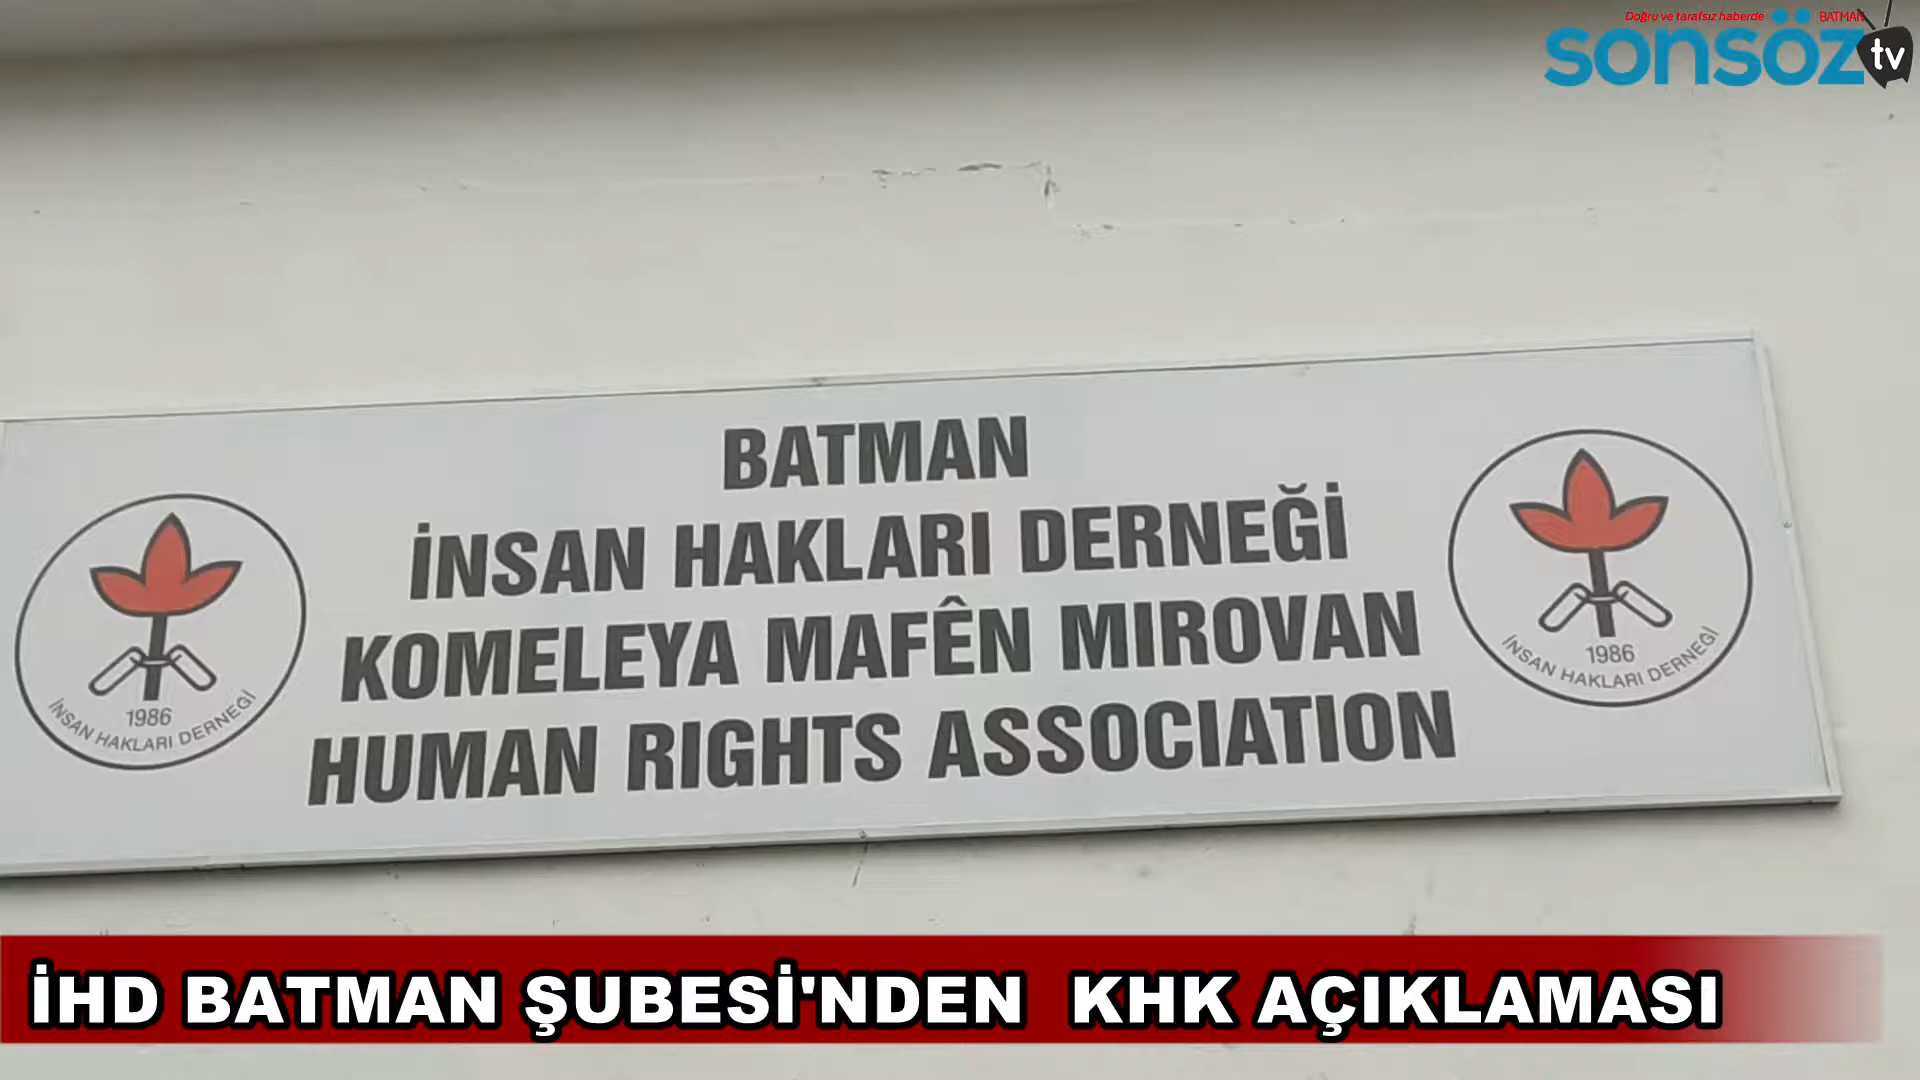 Doğru ve tarafsız haberde BATMAN
sonsöz tv
BATMAN
İNSAN HAKLARI DERNEĞİ
KOMELEYA MAFÊN MIROVAN
HUMAN RIGHTS ASSOCIATION
1986
İNSAN HAKLARI DERNEĞİ
1986
İNSAN HAKLARI DERNEĞİ
İHD BATMAN ŞUBESİ'NDEN KHK AÇIKLAMASI